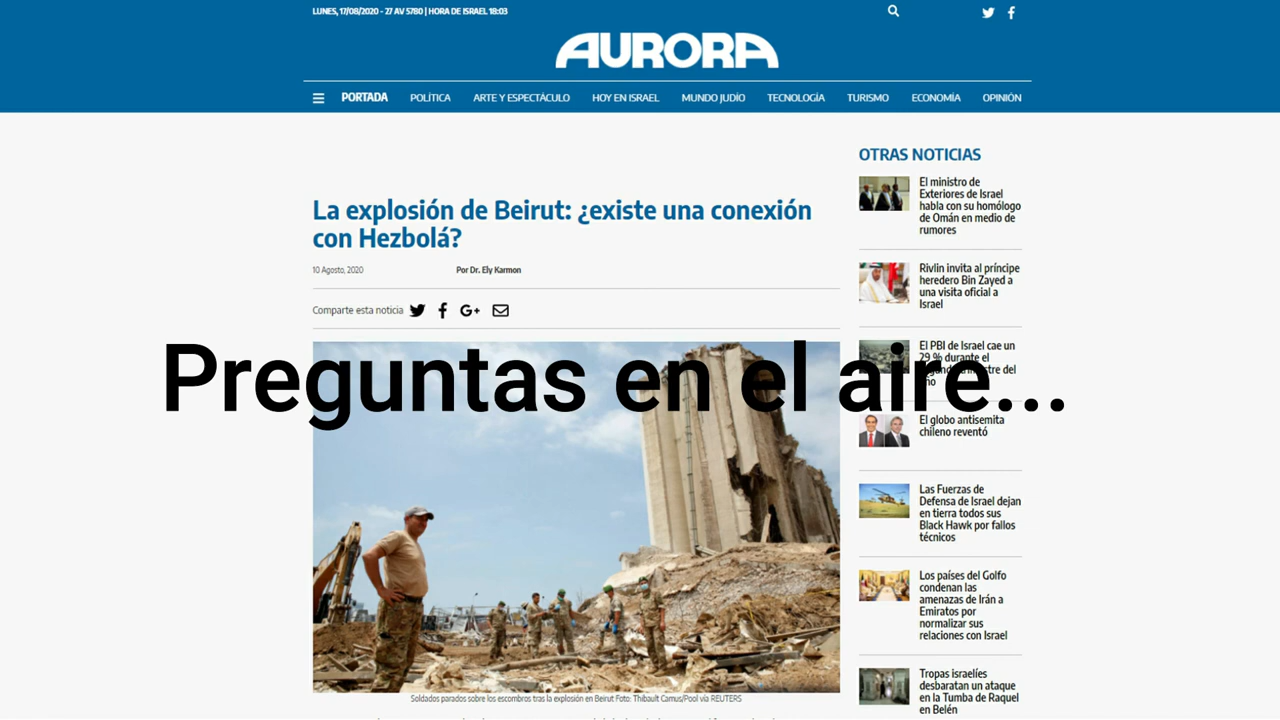 LUNES, 17/08/2020 - 27 AV 5780 | HORA DE ISRAEL 18:03
AURORA
PORTADA POLÍTICA ARTE Y ESPECTÁCULO HOY EN ISRAEL MUNDO JUDÍO TECNOLOGÍA TURISMO ECONOMÍA OPINIÓN
La explosión de Beirut: ¿existe una conexión
con Hezbolá?
10 Agosto, 2020 Por Dr. Ely Karmon
Comparte esta noticia
Preguntas en el aire...
Soldados parados sobre los escombros tras la explosión en Beirut Foto: Thibault Camus/Pool vía REUTERS
OTRAS NOTICIAS
El ministro de
Exteriores de Israel
habla con su homólogo
de Omán en medio de
rumores
Rivlin invita al príncipe
heredero Bin Zayed a
una visita oficial a
Israel
El PBI de Israel cae un
29 % durante el
del
El globo antisemita
chileno reventó
Las Fuerzas de
Defensa de Israel dejan
en tierra todos sus
Black Hawk por fallos
técnicos
Los países del Golfo
condenan las
amenazas de Irán a
Emiratos por
normalizar sus
relaciones con Israel
Tropas israelíes
desbaratan un ataque
en la Tumba de Raquel
en Belén